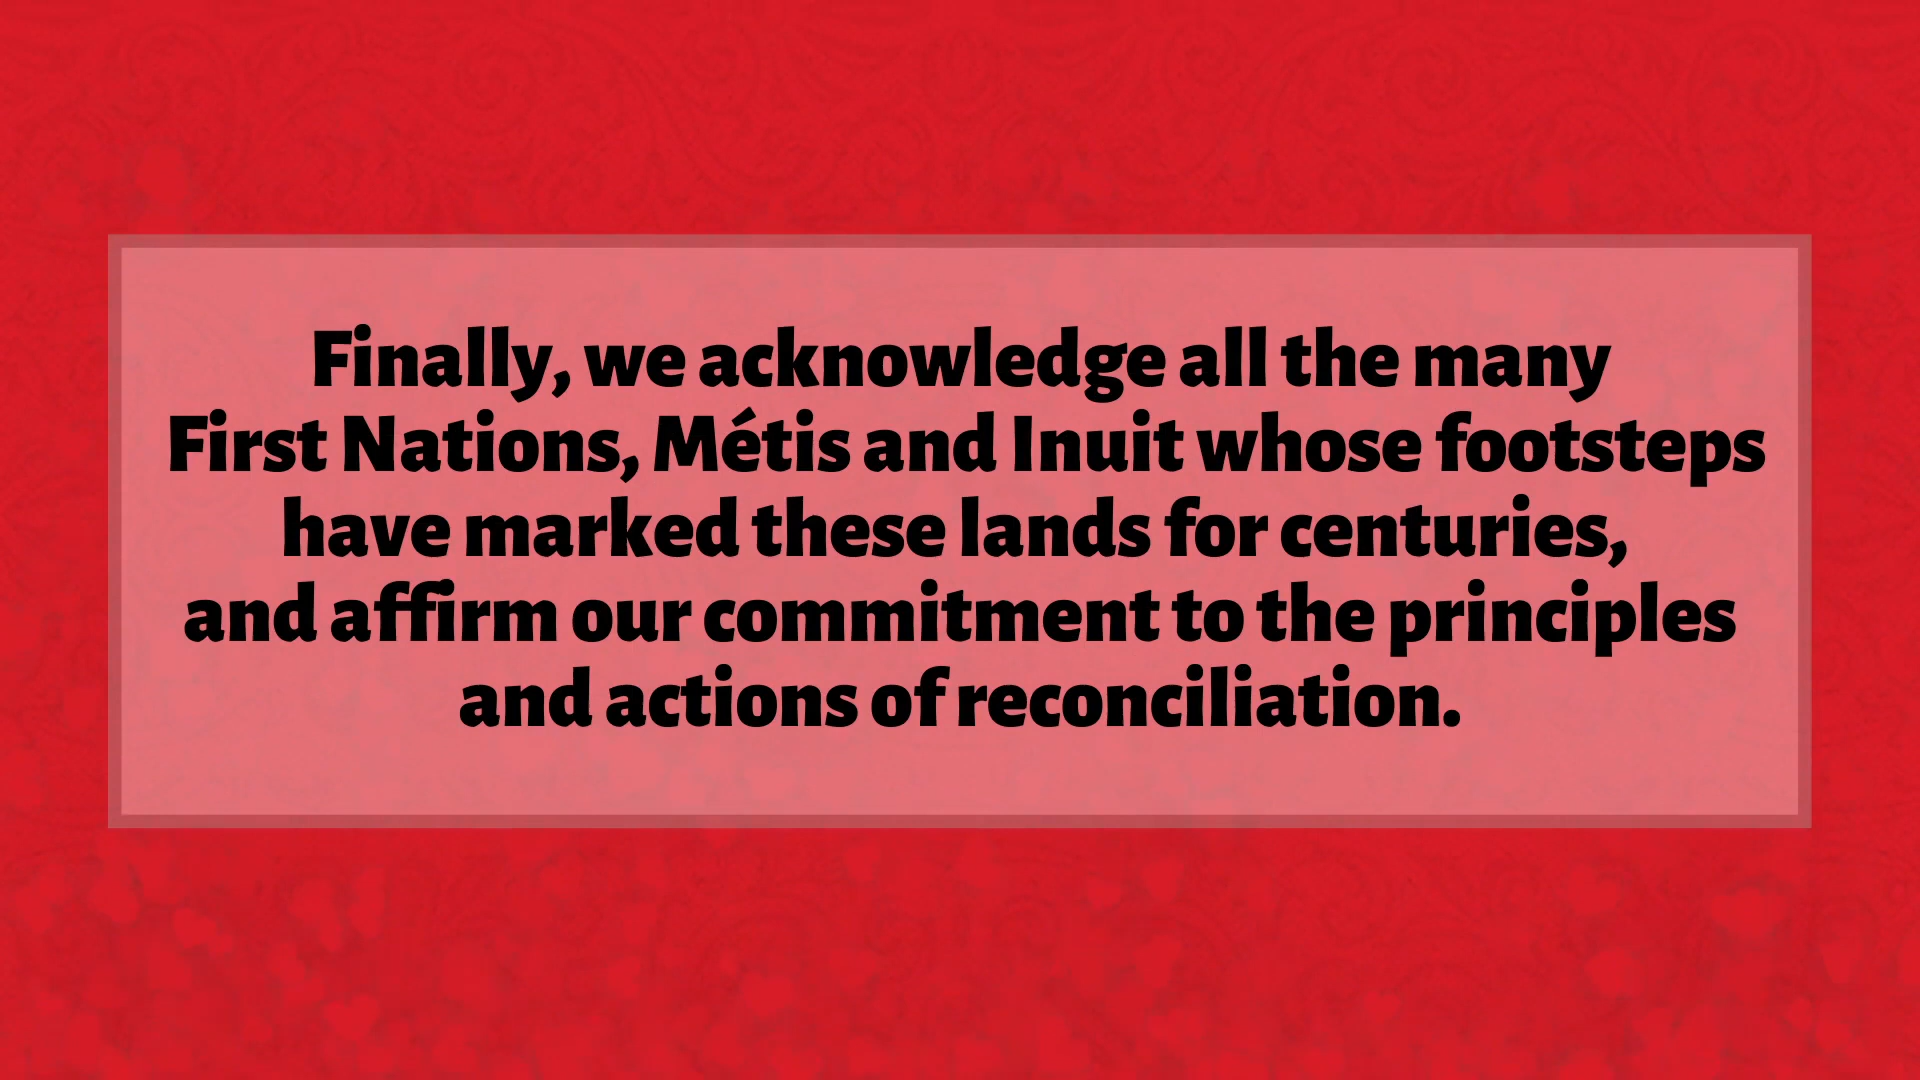 Finally, we acknowledge all the many
First Nations, Métis and Inuit whose footsteps
have marked these lands for centuries,
and affirm our commitment to the principles
and actions of reconciliation.